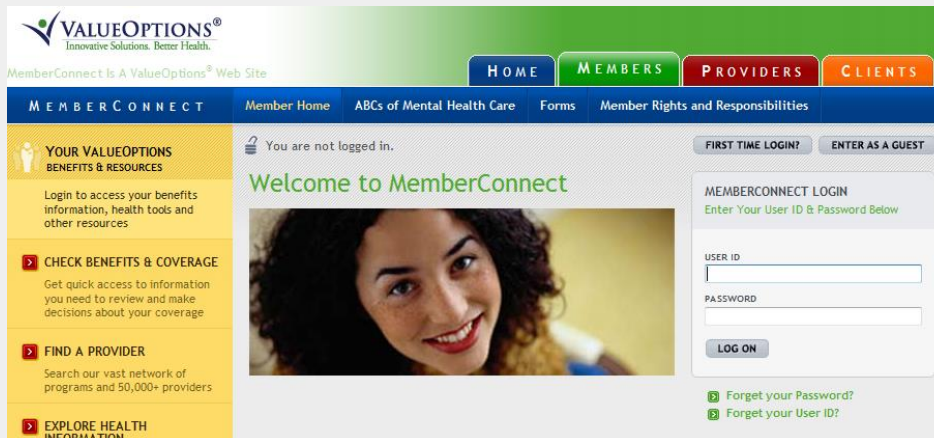 VALUEOPTIONS®
Innovative Solutions. Better Health.
MemberConnect Is A ValueOptions® Web Site
HOME
MEMBERS
PROVIDERS
CLIENTS
MEMBERCONNECT
Member Home
ABCs of Mental Health Care
Forms
Member Rights and Responsibilities
YOUR VALUEOPTIONS
BENEFITS & RESOURCES
Login to access your benefits
information, health tools and
other resources
CHECK BENEFITS & COVERAGE
Get quick access to information
you need to review and make
decisions about your coverage
FIND A PROVIDER
Search our vast network of
programs and 50,000+ providers
EXPLORE HEALTH
INFORMATION
You are not logged in.
FIRST TIME LOGIN?
ENTER AS A GUEST
Welcome to MemberConnect
MEMBERCONNECT LOGIN
Enter Your User ID & Password Below
USER ID
PASSWORD
LOG ON
Forget your Password?
Forget your User ID?